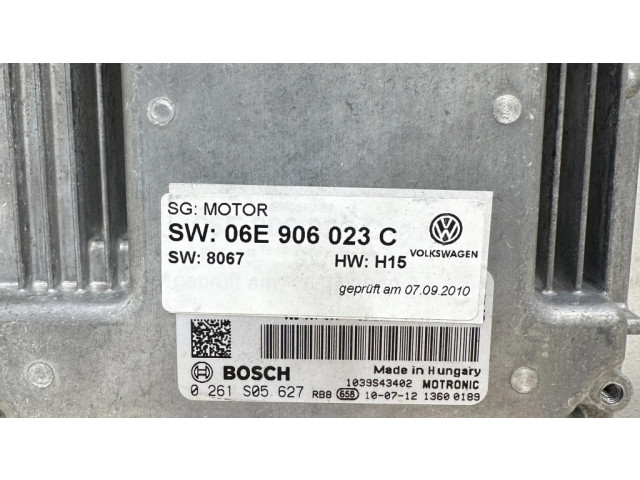 SG: MOTOR
SW: 06E 906 023 C
SW: 8067 HW: H15
VOLKSWAGEN
geprüft am 07.09.2010
BOSCH
Made in Hungary
1039S43402 MOTRONIC
0 261 S05 627 RB8 658 10-07-12 1360 0189